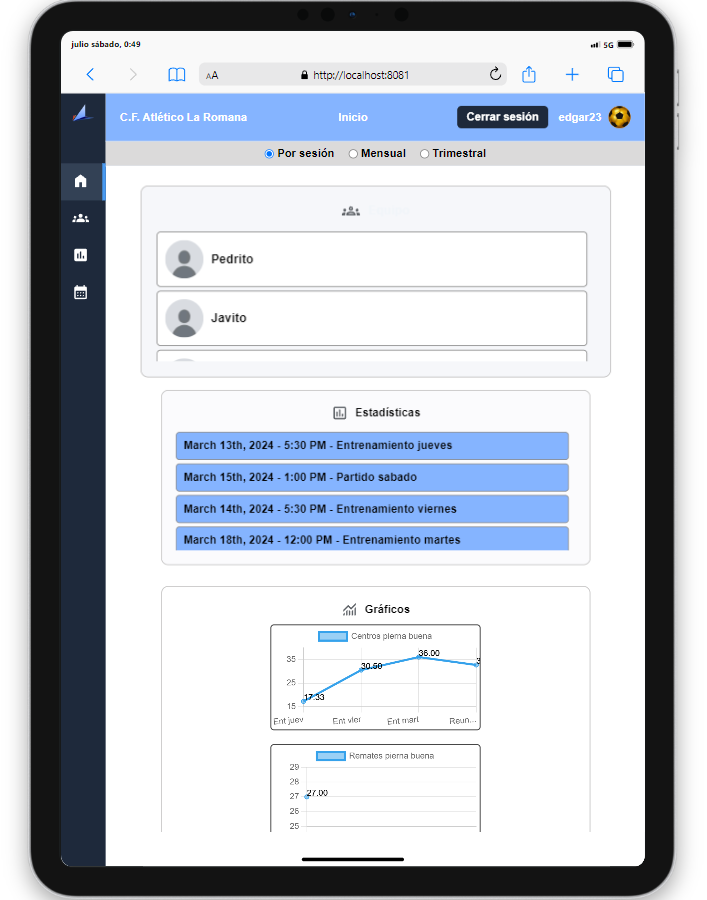 julio sábado, 0:49
5G
AA
http://localhost:8081
C.F. Atlético La Romana
Inicio
Cerrar sesión
edgar23
Por sesión
Mensual
Trimestral
Pedrito
Javito
Estadísticas
March 13th, 2024 - 5:30 PM - Entrenamiento jueves
March 15th, 2024 - 1:00 PM - Partido sabado
March 14th, 2024 - 5:30 PM - Entrenamiento viernes
March 18th, 2024 - 12:00 PM - Entrenamiento martes
Gráficos
Centros pierna buena
35
25
15
17.33
30.50
36.00
3
Ent juev
Ent vier
Ent mart
Reun...
Remates pierna buena
29
28
27
26
25
27.00